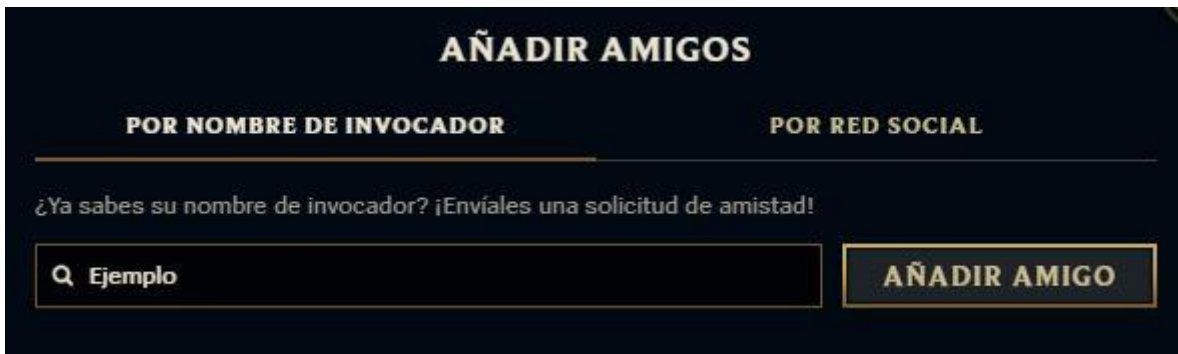 AÑADIR AMIGOS
POR NOMBRE DE INVOCADOR
POR RED SOCIAL
¿Ya sabes su nombre de invocador? ¡Envíales una solicitud de amistad!
Ejemplo
AÑADIR AMIGO